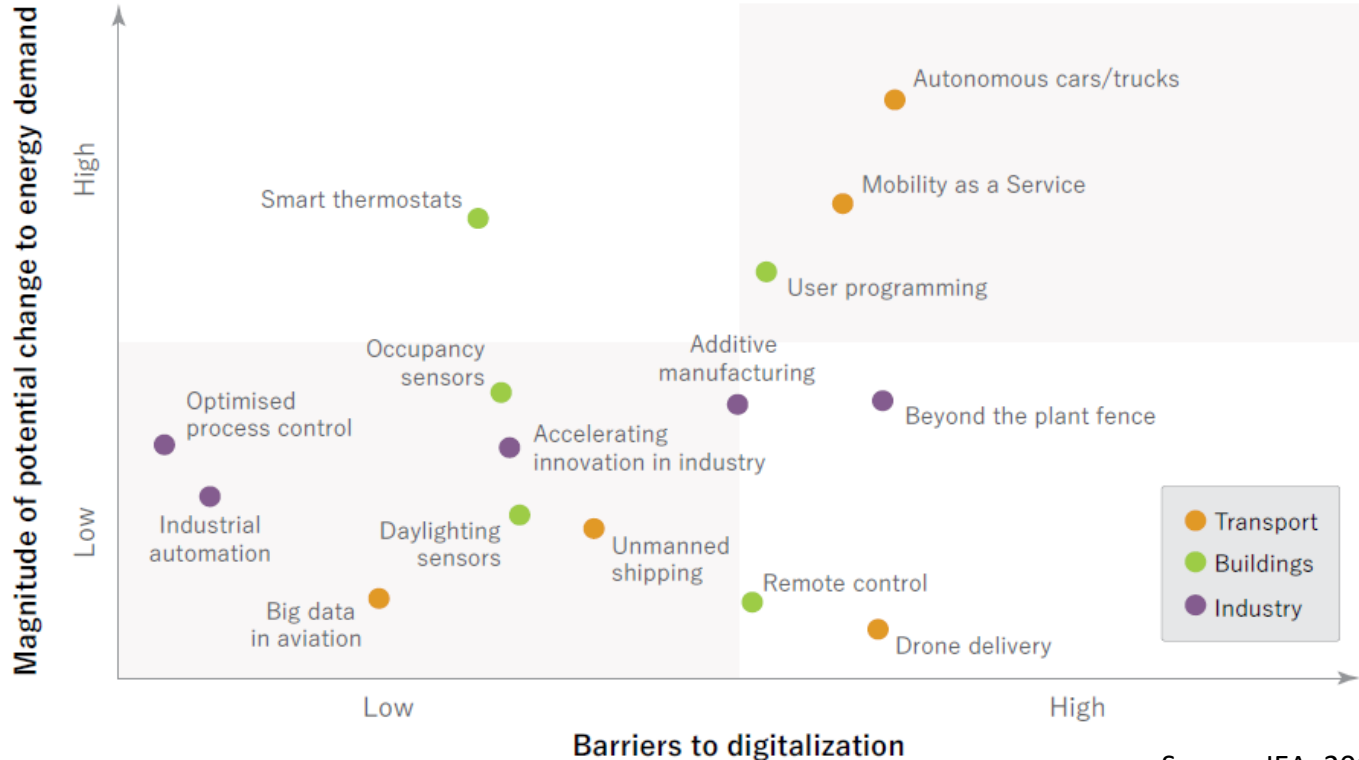 Magnitude of potential change to energy demand
High
Low
Autonomous cars/trucks
Mobility as a Service
Smart thermostats
User programming
Additive
manufacturing
Occupancy
sensors
Optimised
process control
Beyond the plant fence
Accelerating
innovation in industry
Industrial
automation
Daylighting
sensors
Unmanned
shipping
Remote control
Big data
in aviation
Drone delivery
Transport
Buildings
Industry
Low
High
Barriers to digitalization
IEA, 20